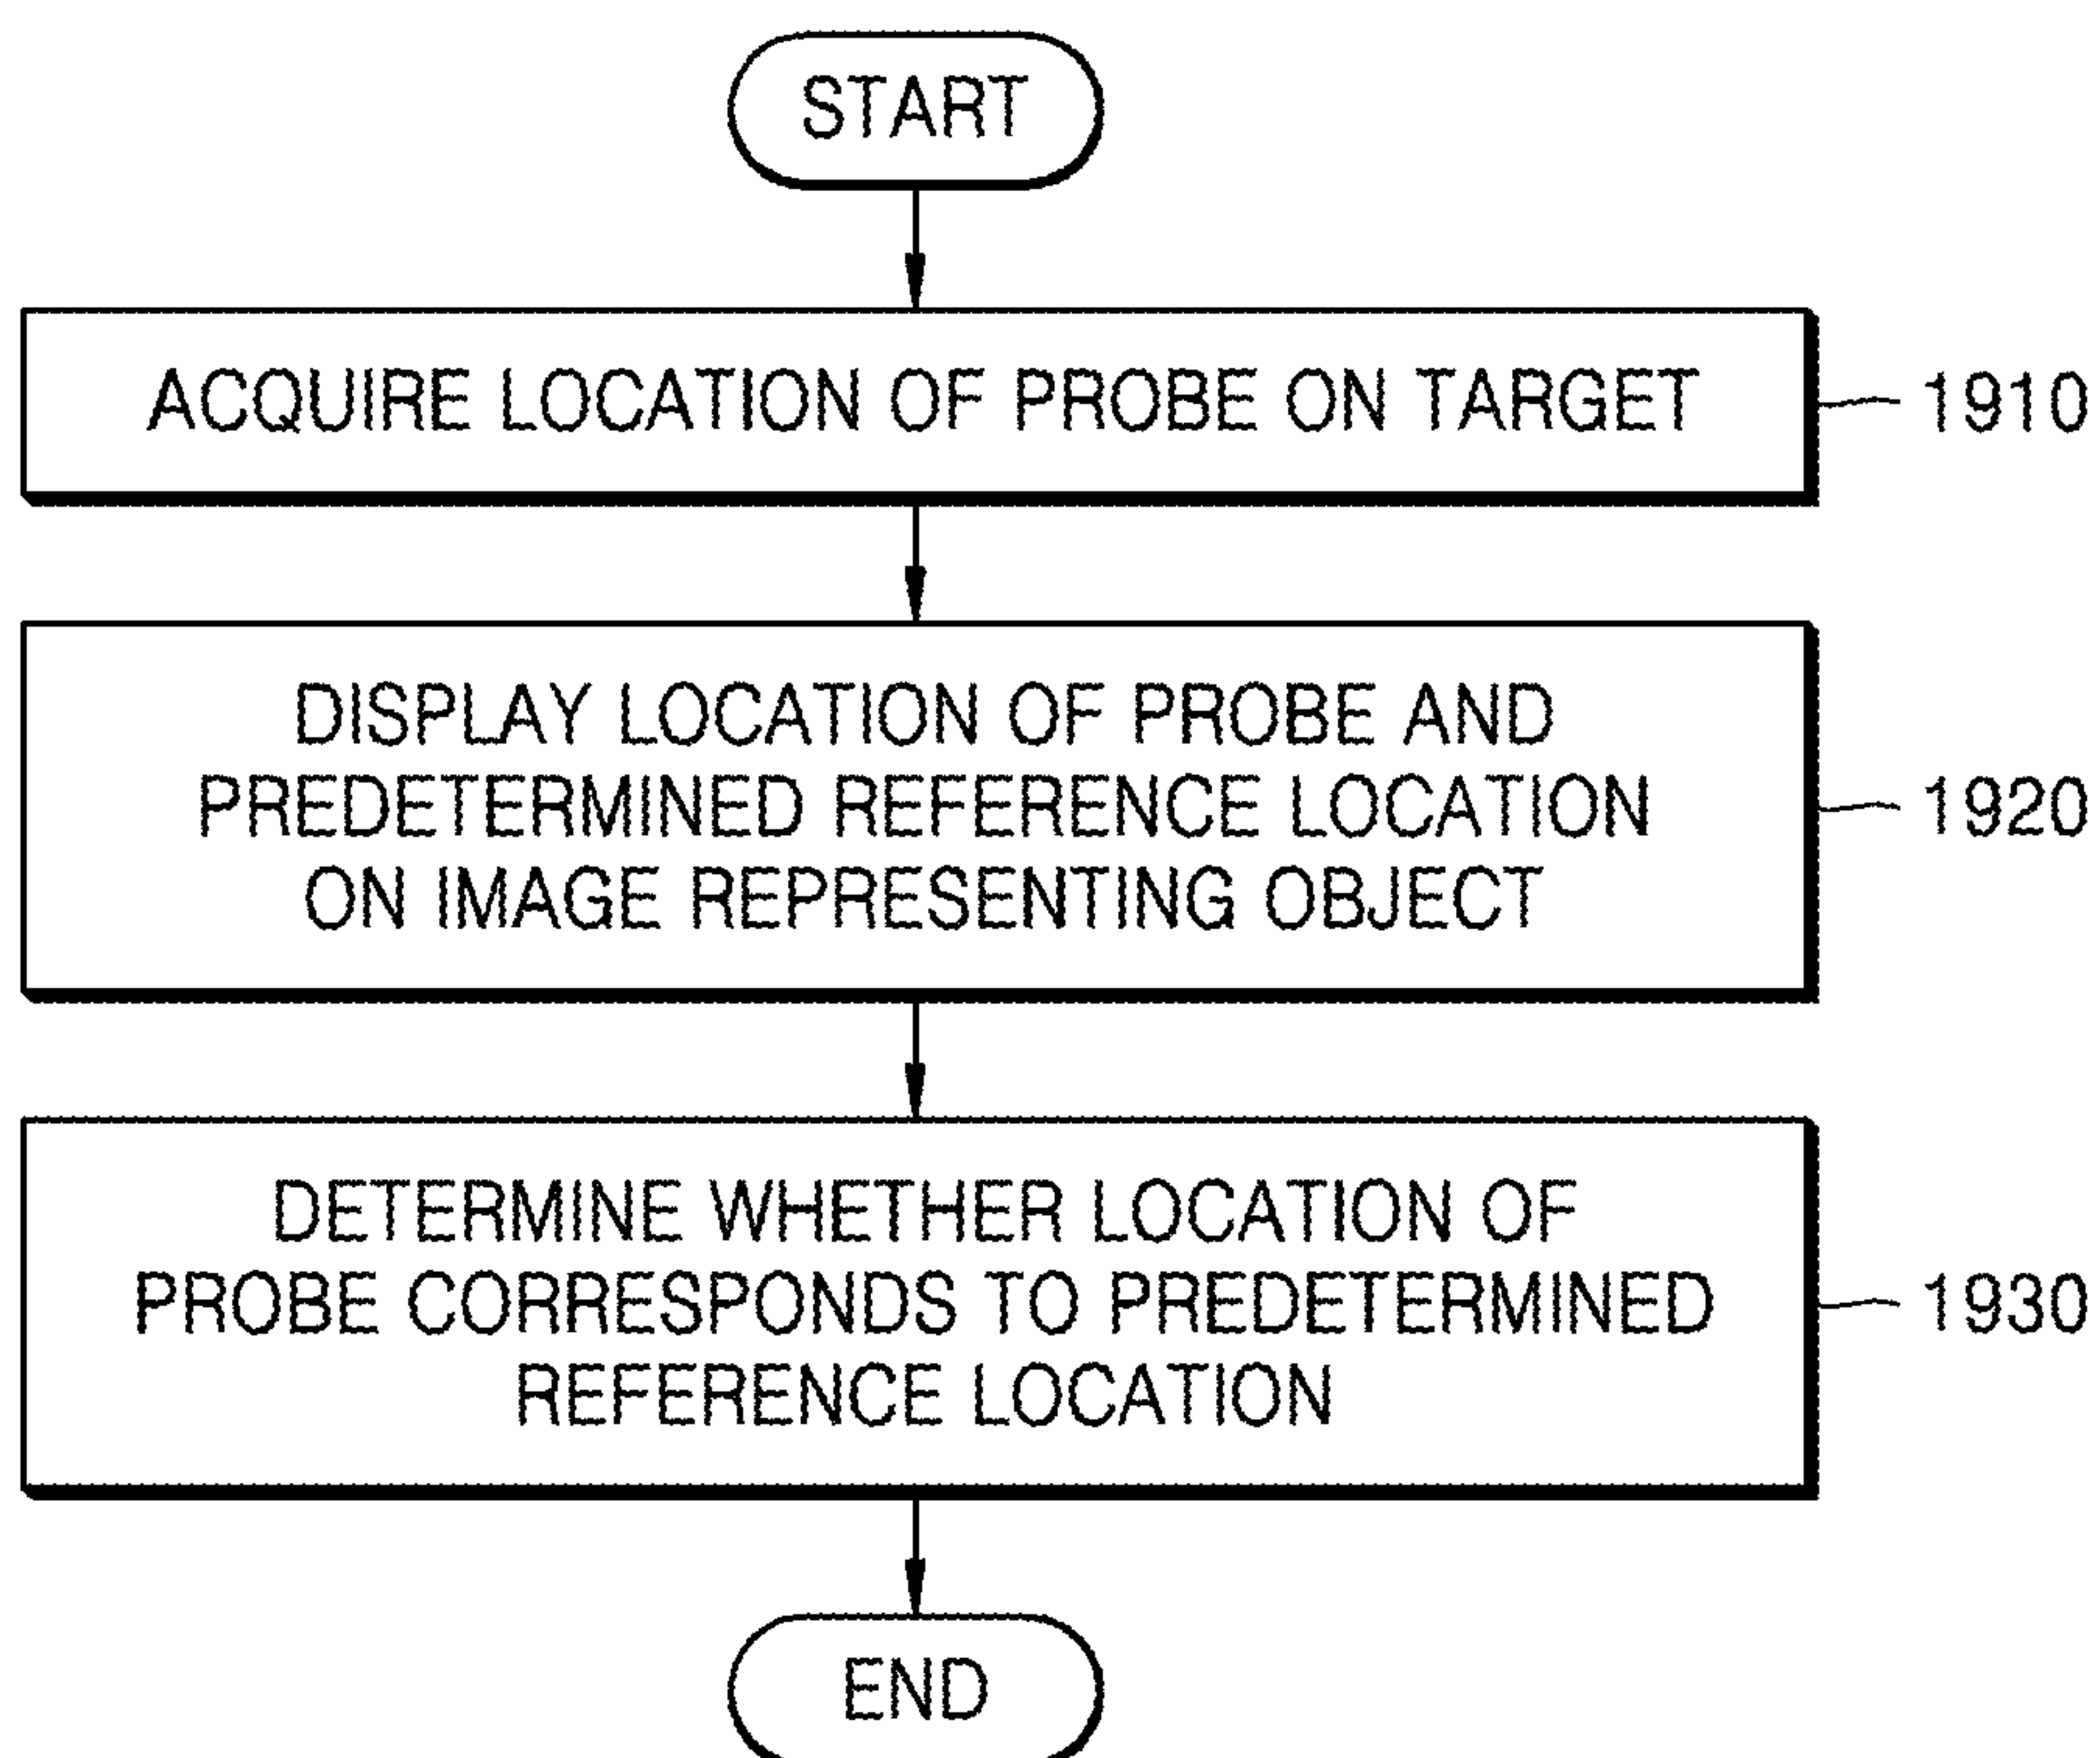 START
ACQUIRE LOCATION OF PROBE ON TARGET
1910
DISPLAY LOCATION OF PROBE AND
PREDETERMINED REFERENCE LOCATION
ON IMAGE REPRESENTING OBJECT
1920
DETERMINE WHETHER LOCATION OF
PROBE CORRESPONDS TO PREDETERMINED
REFERENCE LOCATION
1930
END